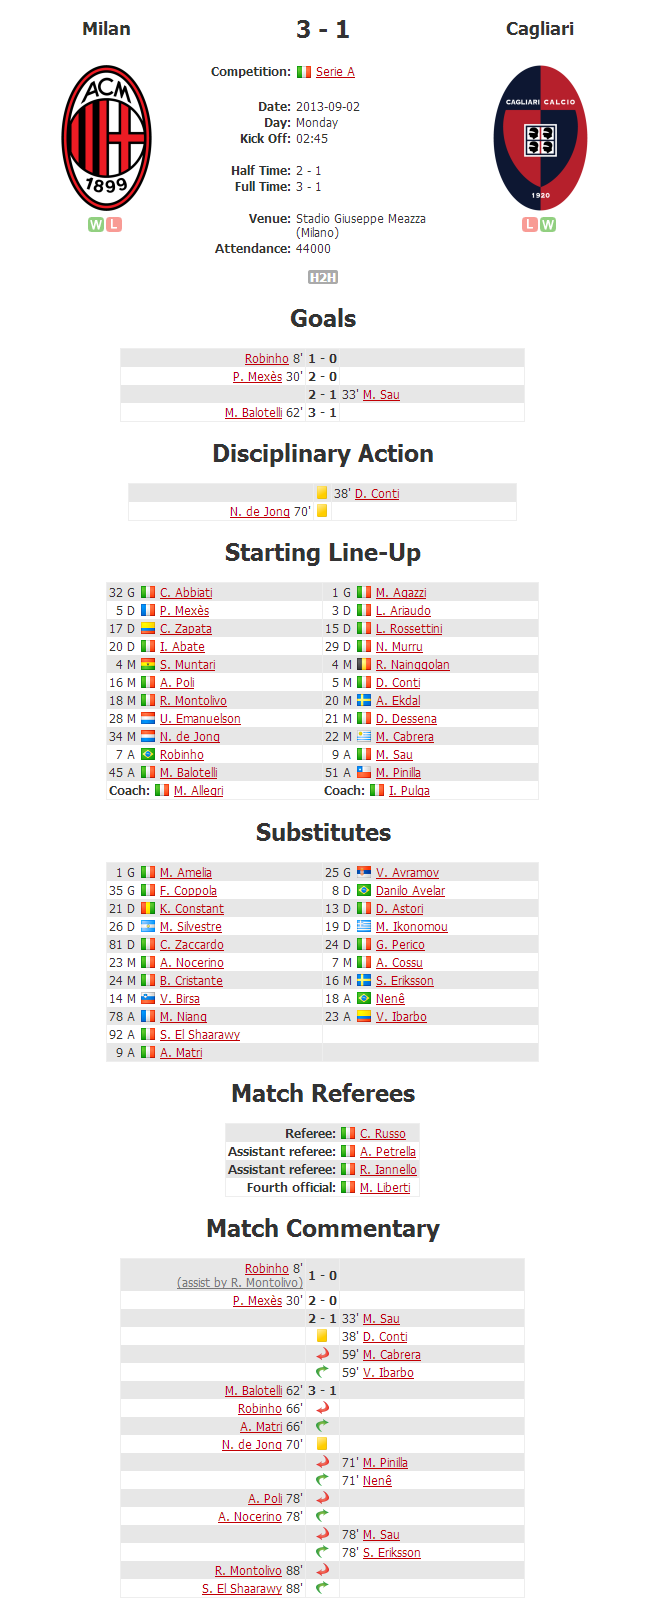 Milan 3 - 1 Cagliari
Competition: Serie A
ACM
1899
CAGLIARI CALCIO
1920
Date: 2013-09-02
Day: Monday
Kick Off: 02:45
Half Time: 2 - 1
Full Time: 3 - 1
Venue: Stadio Giuseppe Meazza
(Milano)
Attendance: 44000
W L
L W
H2H
Goals
Robinho 8' 1 - 0
P. Mexès 30' 2 - 0
2 - 1 33' M. Sau
M. Balotelli 62' 3 - 1
Disciplinary Action
38' D. Conti
N. de Jong 70'
Starting Line-Up
32 G C. Abbiati 1 G M. Agazzi
5 D P. Mexès 3 D L. Ariaudo
17 D C. Zapata 15 D L. Rossettini
20 D I. Abate 29 D N. Murru
4 M S. Muntari 4 M R. Nainggolan
16 M A. Poli 5 M D. Conti
18 M R. Montolivo 20 M A. Ekdal
28 M U. Emanuelson 21 M D. Dessena
34 M N. de Jong 22 M M. Cabrera
7 A Robinho 9 A M. Sau
45 A M. Balotelli 51 A M. Pinilla
Coach: M. Allegri Coach: I. Pulga
Substitutes
1 G M. Amelia 25 G V. Avramov
35 G F. Coppola 8 D Danilo Avelar
21 D K. Constant 13 D D. Astori
26 D M. Silvestre 19 D M. Ikonomou
81 D C. Zaccardo 24 D G. Perico
23 M A. Nocerino 7 M A. Cossu
24 M B. Cristante 16 M S. Eriksson
14 M V. Birsa 18 A Nenê
78 A M. Niang 23 A V. Ibarbo
92 A S. El Shaarawy
9 A A. Matri
Match Referees
Referee: C. Russo
Assistant referee: A. Petrella
Assistant referee: R. Iannello
Fourth official: M. Liberti
Match Commentary
Robinho 8' 1 - 0
(assist by R. Montolivo)
P. Mexès 30' 2 - 0
2 - 1 33' M. Sau
38' D. Conti
59' M. Cabrera
59' V. Ibarbo
M. Balotelli 62' 3 - 1
Robinho 66'
A. Matri 66'
N. de Jong 70'
71' M. Pinilla
71' Nenê
A. Poli 78'
A. Nocerino 78'
78' M. Sau
78' S. Eriksson
R. Montolivo 88'
S. El Shaarawy 88'